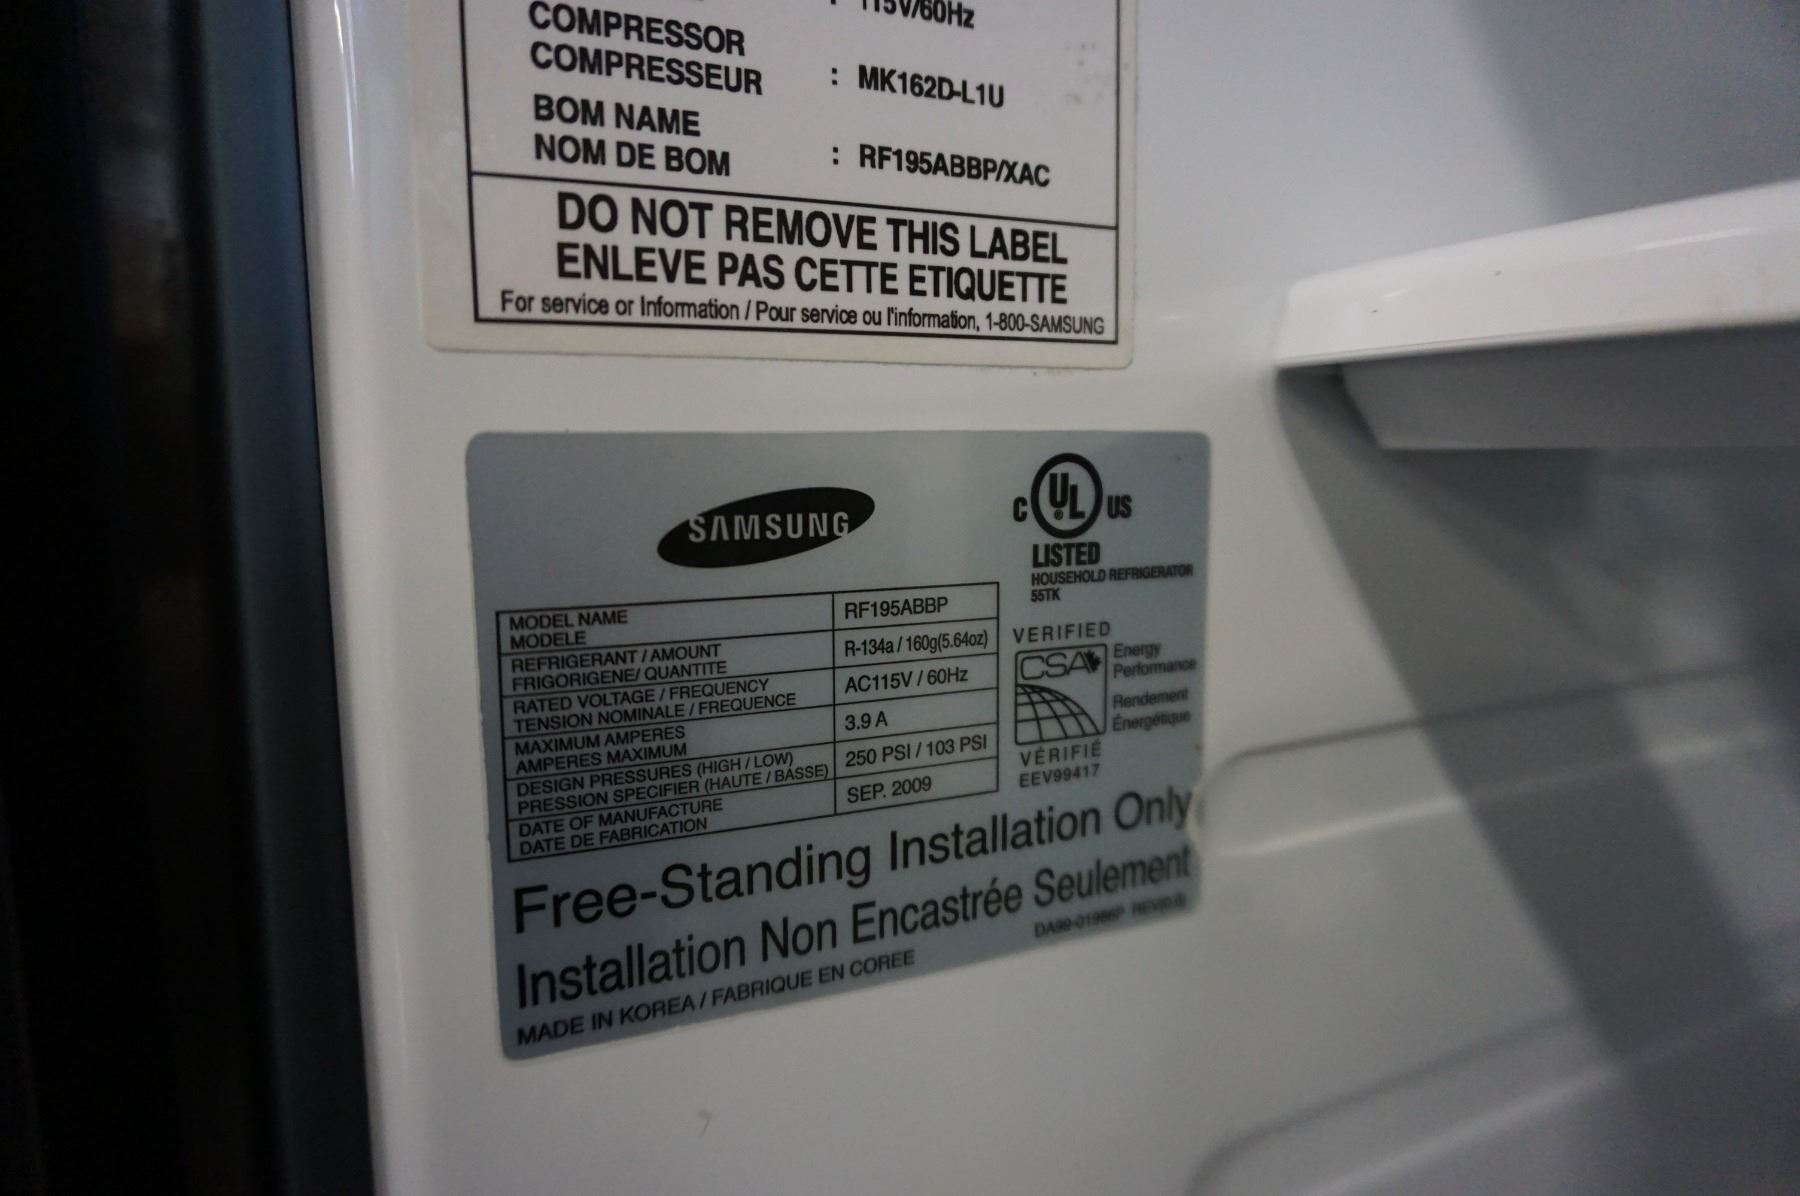 : 115V/60Hz
COMPRESSOR
COMPRESSEUR : MK162D-L1U
BOM NAME
NOM DE BOM : RF195ABBP/XAC
DO NOT REMOVE THIS LABEL
ENLEVE PAS CETTE ETIQUETTE
For service or Information / Pour service ou l'information, 1-800-SAMSUNG
SAMSUNG
C UL ® US
LISTED
HOUSEHOLD REFRIGERATOR
55TK
MODEL NAME
MODELE
RF195ABBP
REFRIGERANT / AMOUNT
FRIGORIGENE/ QUANTITE
R-134a / 160g(5.64oz)
RATED VOLTAGE / FREQUENCY
TENSION NOMINALE / FREQUENCE
AC115V / 60Hz
MAXIMUM AMPERES
AMPERES MAXIMUM
3.9 A
DESIGN PRESSURES (HIGH / LOW)
PRESSION SPECIFIER (HAUTE / BASSE)
250 PSI / 103 PSI
DATE OF MANUFACTURE
DATE DE FABRICATION
SEP. 2009
VERIFIED
CSA
Energy
Performance
Rendement
Énergétique
VÉRIFIÉ
EEV99417
Free-Standing Installation Only
Installation Non Encastrée Seulement
MADE IN KOREA / FABRIQUE EN COREE